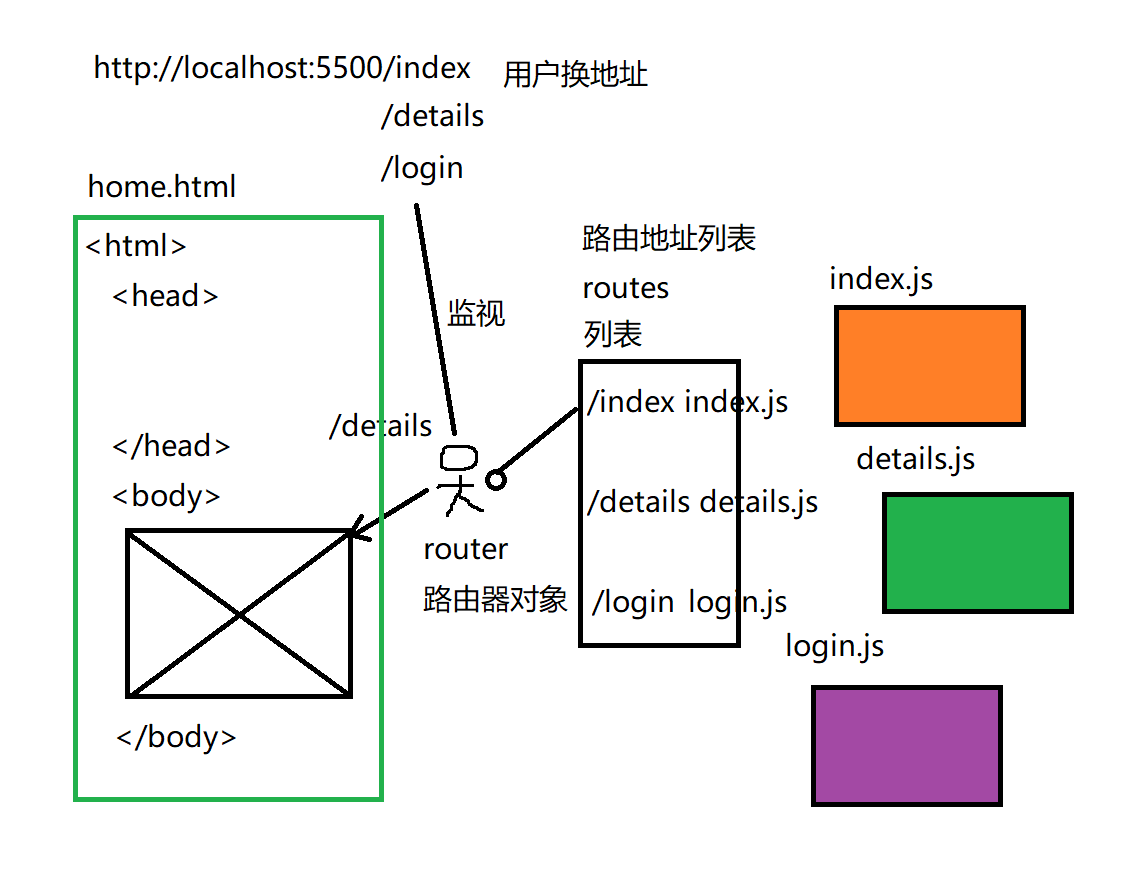 http://localhost:5500/index 用户换地址
/details
/login
home.html
<html>
<head>
</head>
<body>
</body>
监视
/details
router
路由器对象
路由地址列表
routes
列表
/index index.js
/details details.js
/login login.js
index.js
details.js
login.js